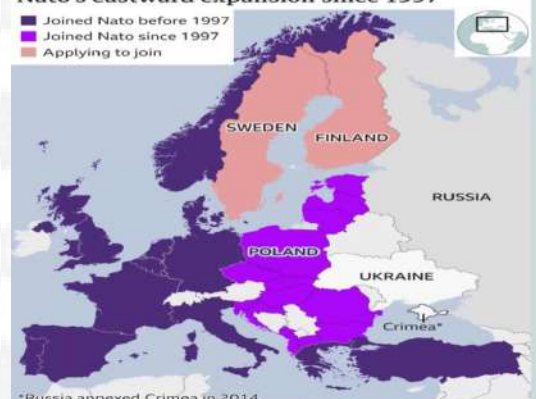 Nato's eastward expansion since 1997
Joined Nato before 1997
Joined Nato since 1997
Applying to join
SWEDEN
FINLAND
RUSSIA
POLAND
UKRAINE
Crimea*
*Russia annexed Crimea in 2014